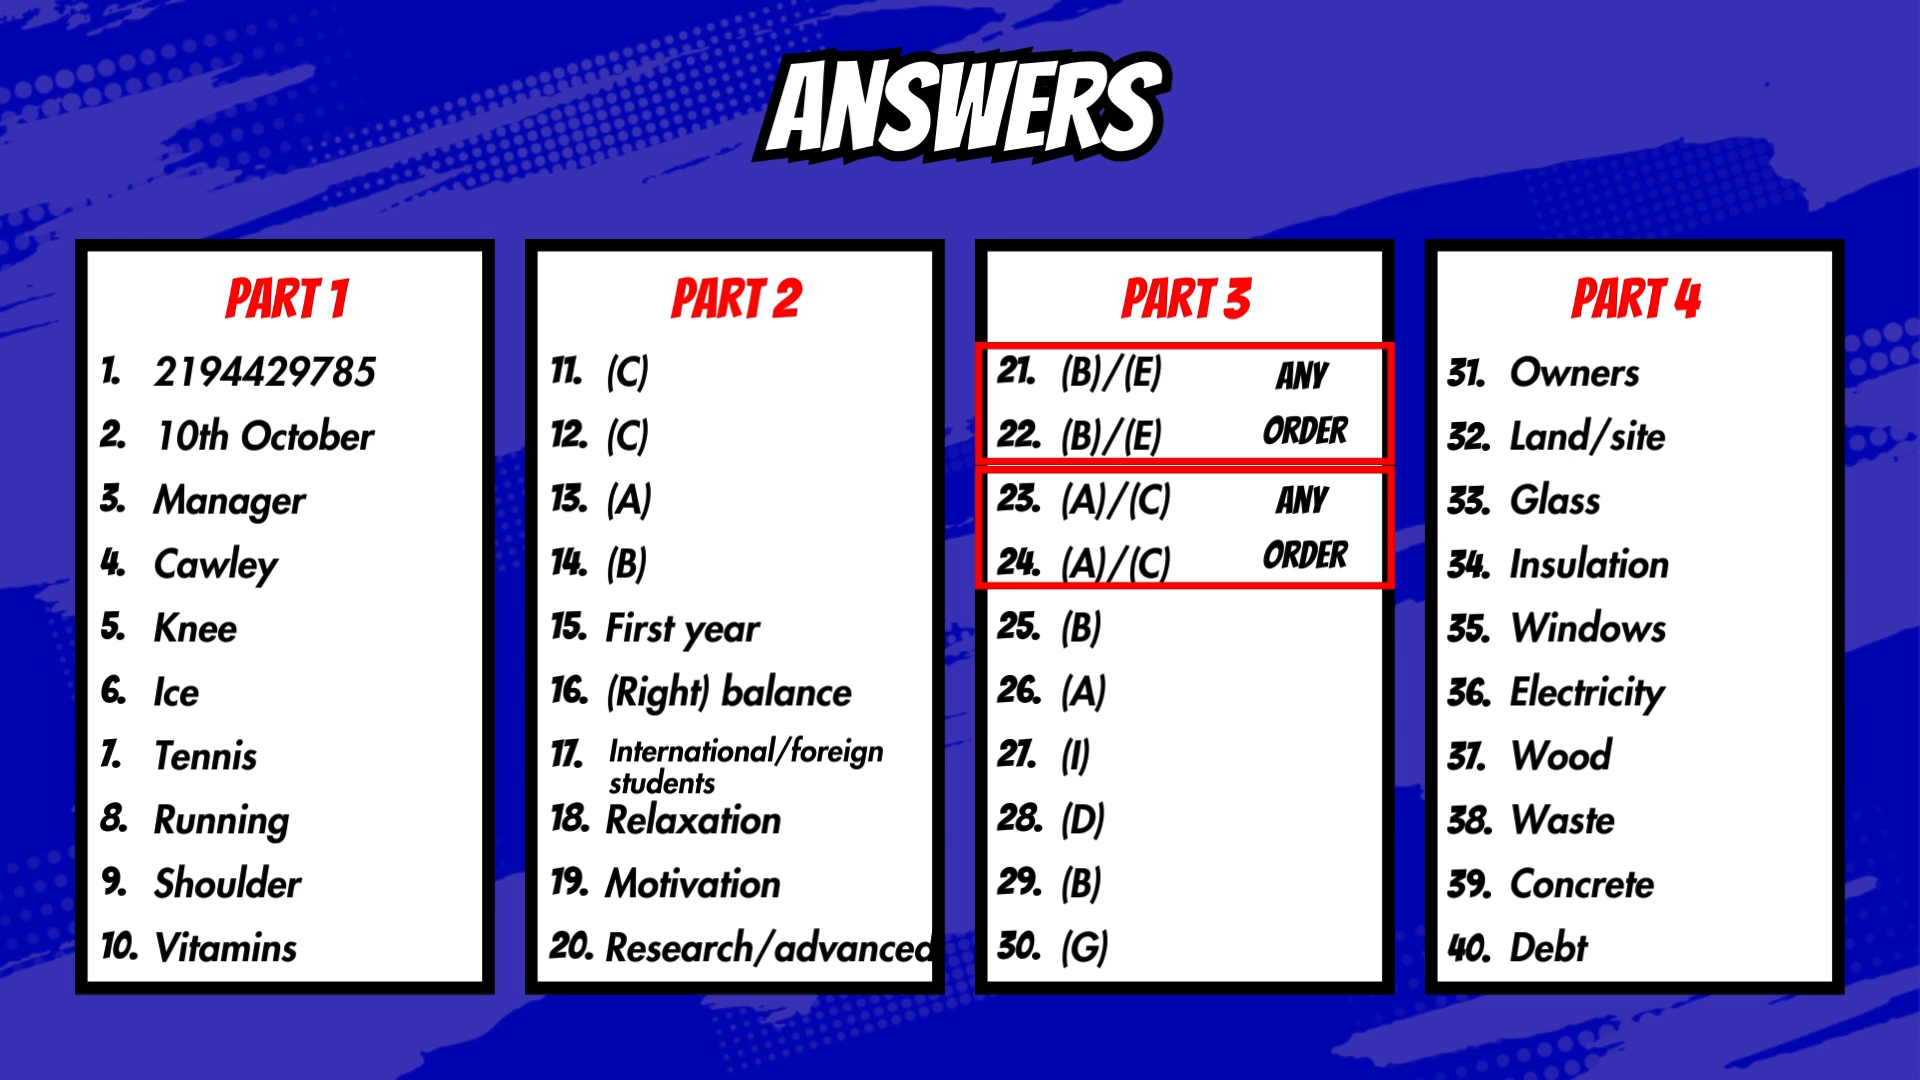 ANSWERS
PART 1
1. 2194429785
2. 10th October
3. Manager
4. Cawley
5. Knee
6. Ice
7. Tennis
8. Running
9. Shoulder
10. Vitamins
PART 2
11. (C)
12. (C)
13. (A)
14. (B)
15. First year
16. (Right) balance
17. International/foreign
students
18. Relaxation
19. Motivation
20. Research/advanced
PART 3
21. (B)/(E)
22. (B)/(E)
ANY
ORDER
23. (A)/(C)
24. (A)/(C)
ANY
ORDER
25. (B)
26. (A)
27. (I)
28. (D)
29. (B)
30. (G)
PART 4
31. Owners
32. Land/site
33. Glass
34. Insulation
35. Windows
36. Electricity
37. Wood
38. Waste
39. Concrete
40. Debt